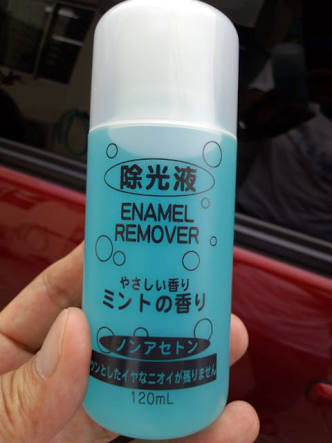 除光液
ENAMEL
REMOVER
やさしい香り
ミントの香り
ノンアセトン
ツンとしたイヤなニオイが残りません
120mL